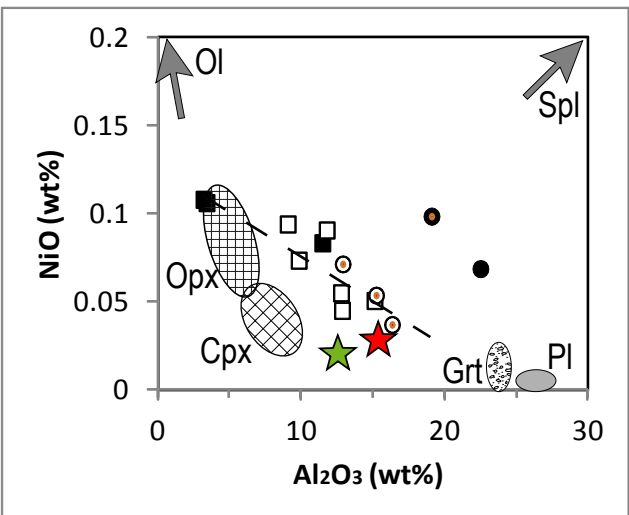 0.2
Ol
Spl
0.15
NiO (wt%)
0.1
Opx
0.05
Cpx
Grt
Pl
0
0
10
20
30
Al₂O₃ (wt%)